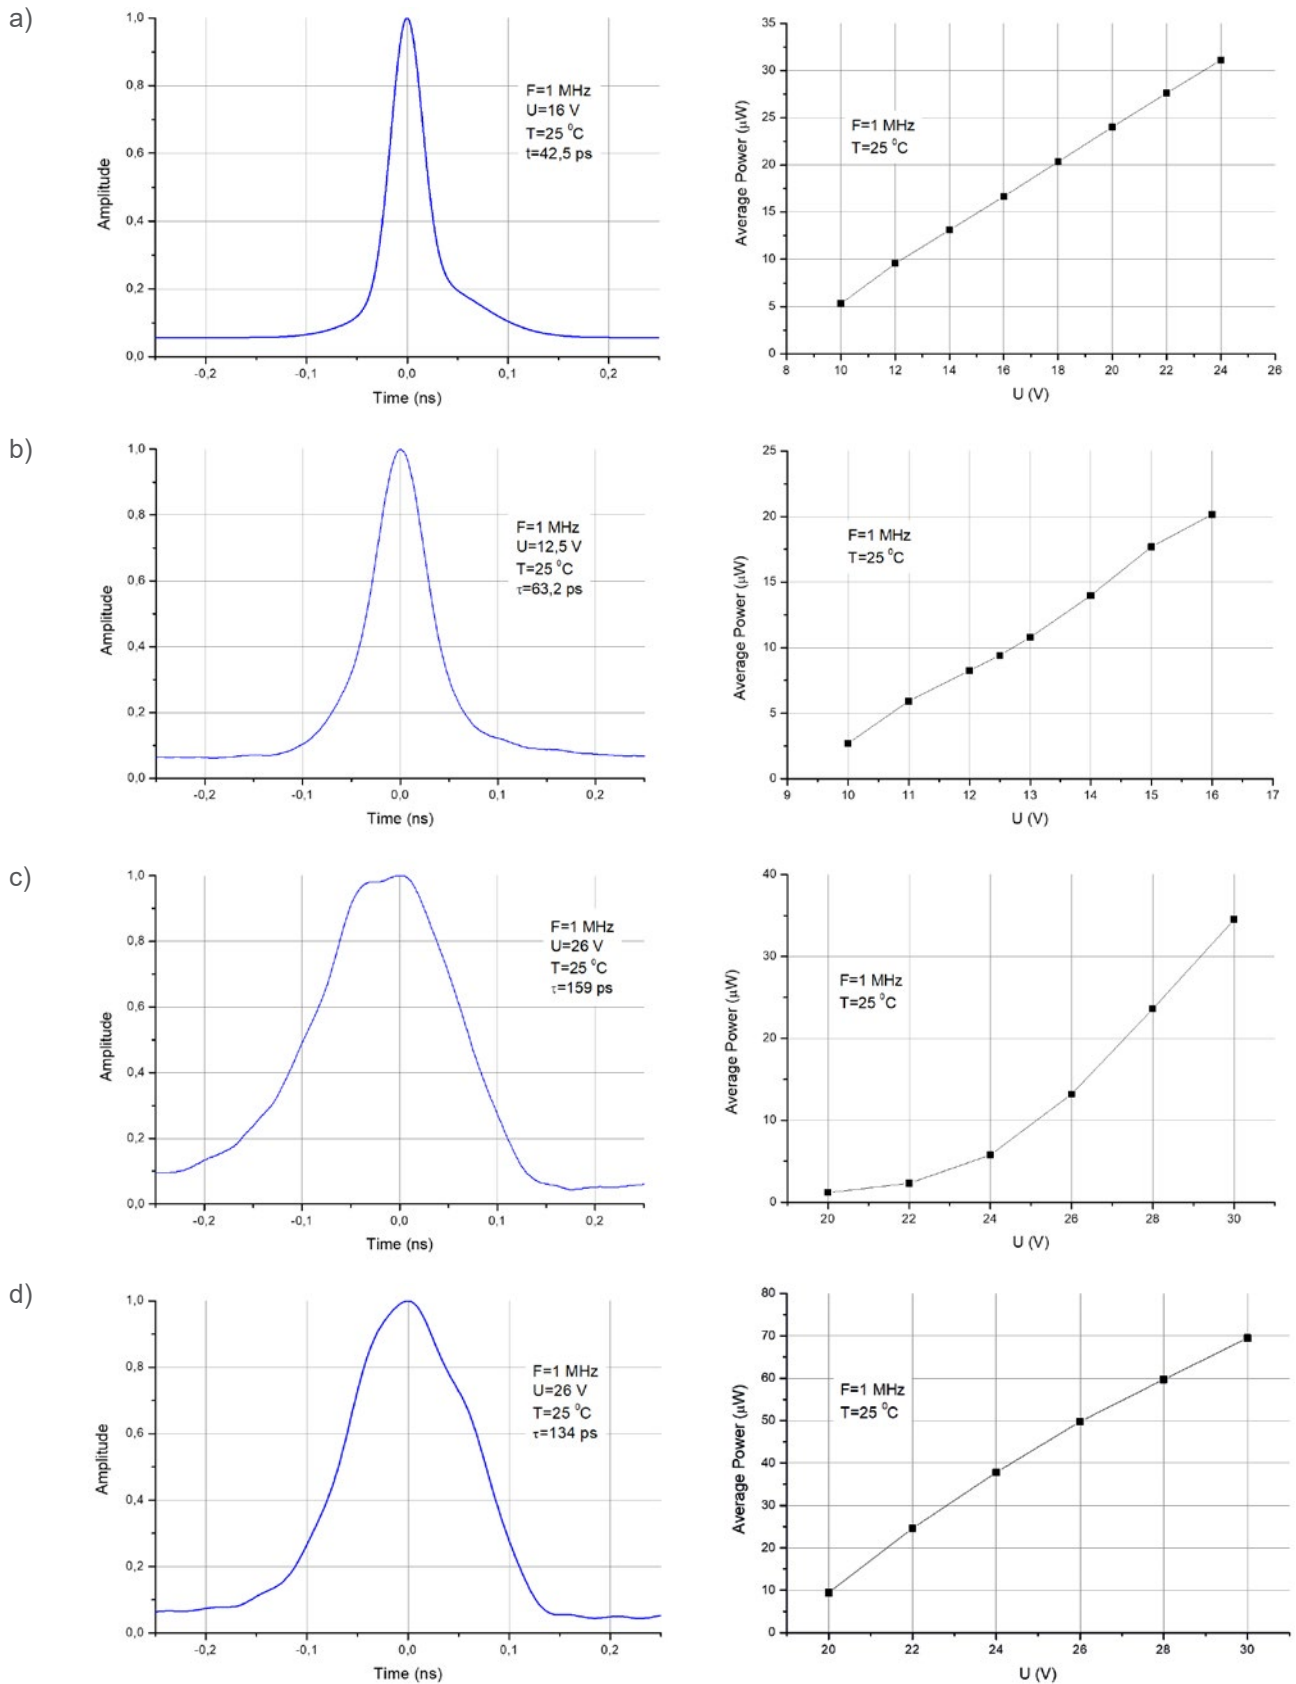 a)
1,0
0,8
0,6
0,4
0,2
0,0
Amplitude
F=1 MHz
U=16 V
T=25 ⁰C
t=42,5 ps
-0,2 -0,1 0,0 0,1 0,2
Time (ns)
35
30
25
20
15
10
5
0
Average Power (μW)
F=1 MHz
T=25 ⁰C
8 10 12 14 16 18 20 22 24 26
U (V)
b)
1,0
0,8
0,6
0,4
0,2
0,0
Amplitude
F=1 MHz
U=12,5 V
T=25 ⁰C
τ=63,2 ps
-0,2 -0,1 0,0 0,1 0,2
Time (ns)
25
20
15
10
5
0
Average Power (μW)
F=1 MHz
T=25 ⁰C
9 10 11 12 13 14 15 16 17
U (V)
c)
1,0
0,8
0,6
0,4
0,2
0,0
Amplitude
F=1 MHz
U=26 V
T=25 ⁰C
τ=159 ps
-0,2 -0,1 0,0 0,1 0,2
Time (ns)
40
30
20
10
0
Average Power (μW)
F=1 MHz
T=25 ⁰C
20 22 24 26 28 30
U (V)
d)
1,0
0,8
0,6
0,4
0,2
0,0
Amplitude
F=1 MHz
U=26 V
T=25 ⁰C
τ=134 ps
-0,2 -0,1 0,0 0,1 0,2
Time (ns)
80
70
60
50
40
30
20
10
0
Average Power (μW)
F=1 MHz
T=25 ⁰C
20 22 24 26 28 30
U (V)